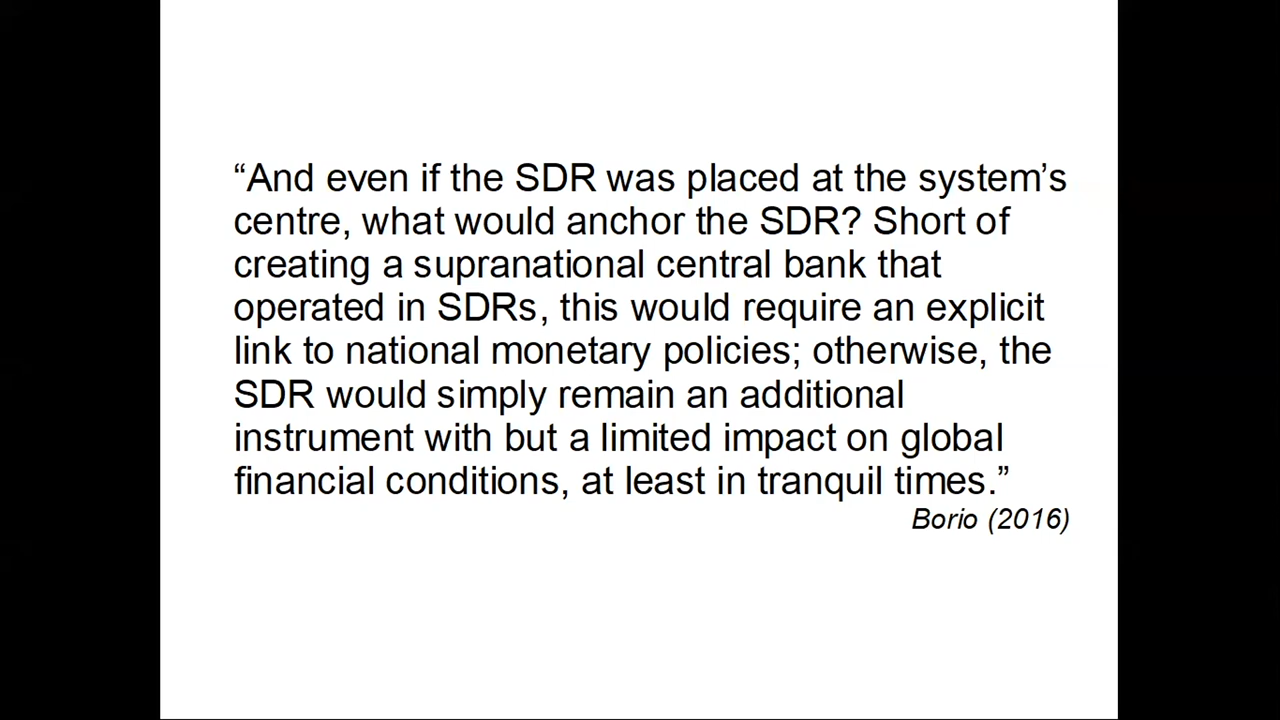 “And even if the SDR was placed at the system’s
centre, what would anchor the SDR? Short of
creating a supranational central bank that
operated in SDRs, this would require an explicit
link to national monetary policies; otherwise, the
SDR would simply remain an additional
instrument with but a limited impact on global
financial conditions, at least in tranquil times.”
Borio (2016)